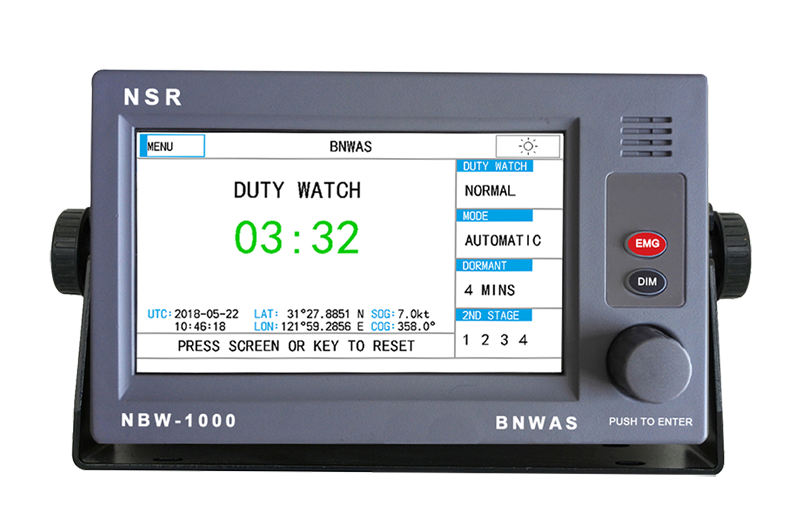 NSR
MENU
BNWAS
DUTY WATCH
03:32
UTC: 2018-05-22 LAT: 31°27.8851 N SOG: 7.0kt
10:46:18 LON: 121°59.2856 E COG: 358.0°
PRESS SCREEN OR KEY TO RESET
DUTY WATCH
NORMAL
MODE
AUTOMATIC
DORMANT
4 MINS
2ND STAGE
1 2 3 4
EMG
DIM
NBW-1000
BNWAS
PUSH TO ENTER